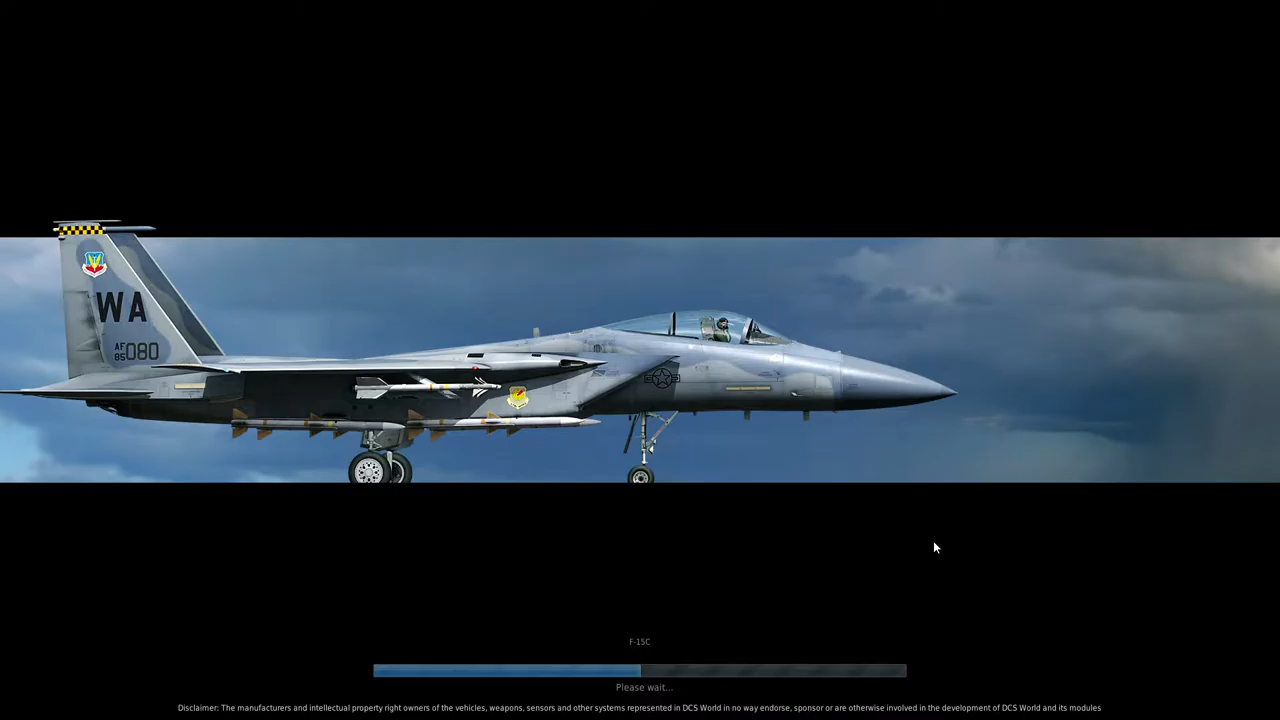 WA
AF
85 080
F-15C
Please wait...
Disclaimer: The manufacturers and intellectual property right owners of the vehicles, weapons, sensors and other systems represented in DCS World in no way endorse, sponsor or are otherwise involved in the development of DCS World and its modules